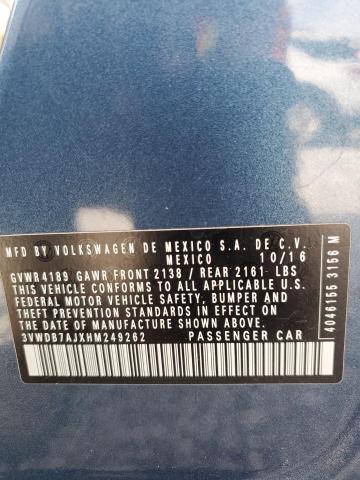 MFD BY VOLKSWAGEN DE MEXICO S.A. DE C.V.
MEXICO 10/16
GVWR 4189 GAWR FRONT 2138 / REAR 2161 LBS
THIS VEHICLE CONFORMS TO ALL APPLICABLE U.S.
FEDERAL MOTOR VEHICLE SAFETY, BUMPER AND
THEFT PREVENTION STANDARDS IN EFFECT ON THE
DATE OF MANUFACTURE SHOWN ABOVE.
3VWDB7AJXHM249262 PASSENGER CAR
4046155 3156 M